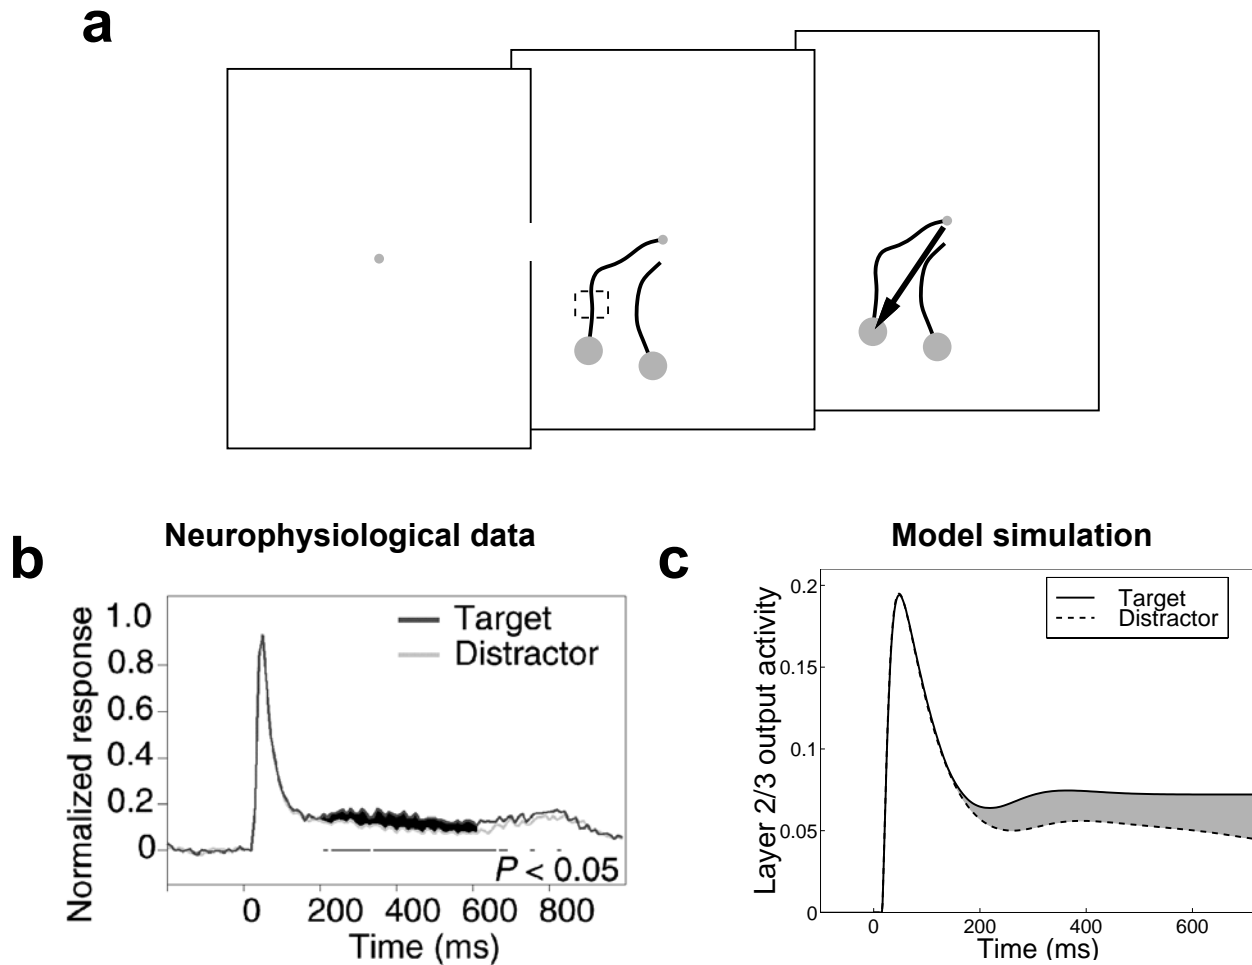 a
b
Neurophysiological data
Normalized response
1.0
0.8
0.6
0.4
0.2
0
Target
Distractor
P < 0.05
0 200 400 600 800
Time (ms)
c
Model simulation
Layer 2/3 output activity
0.2
0.15
0.1
0.05
0
Target
Distractor
0 200 400 600
Time (ms)